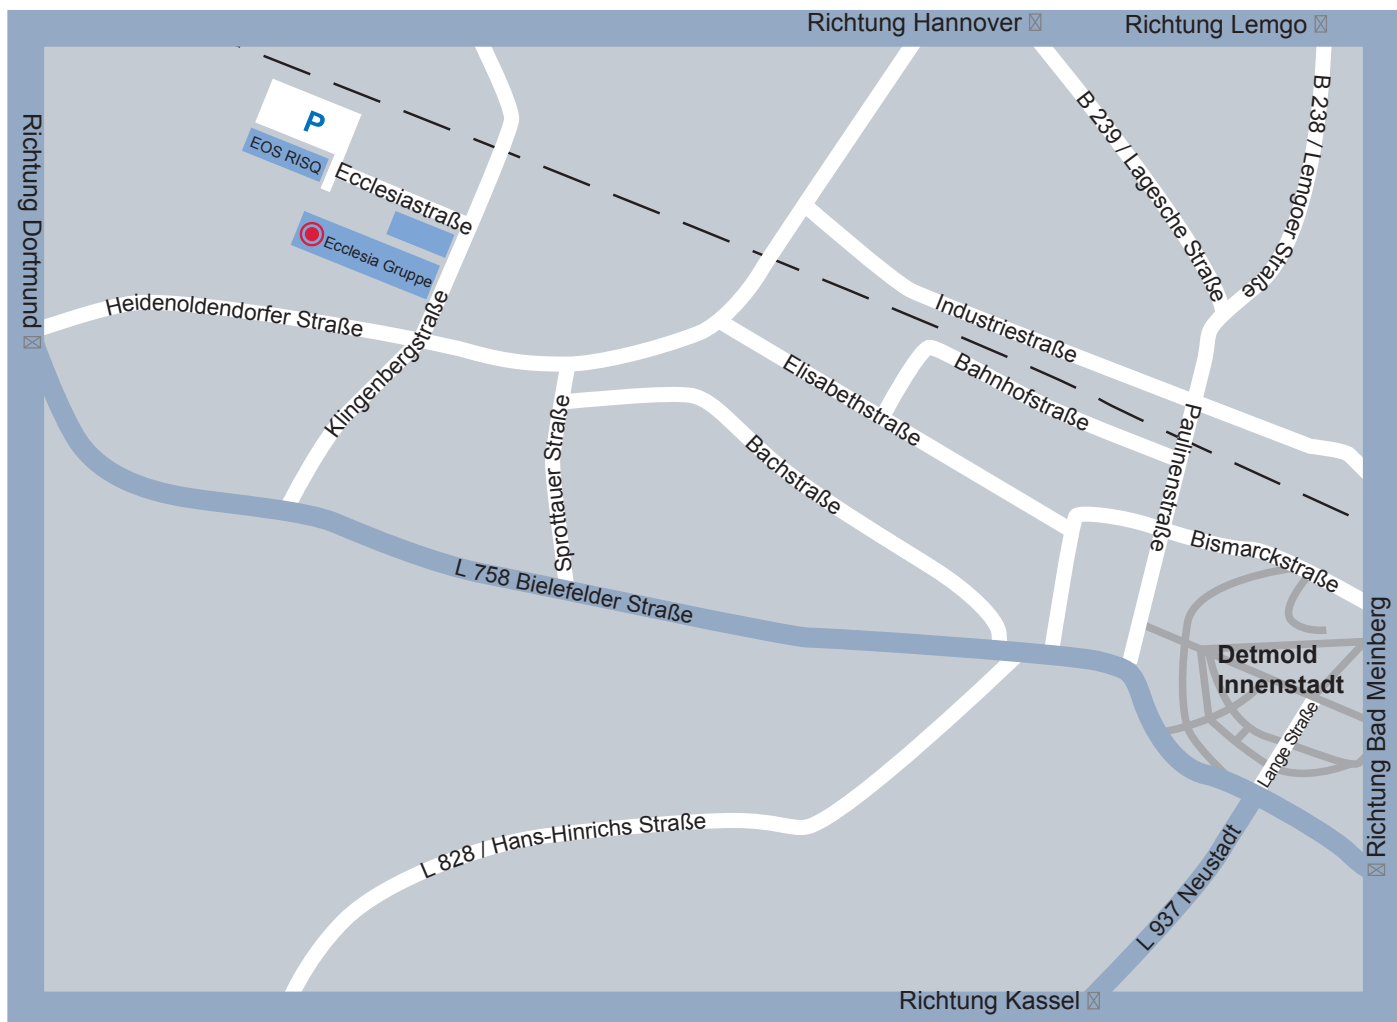 Richtung Hannover
Richtung Lemgo
Richtung Dortmund
P
EOS RISQ
Ecclesiastraße
Ecclesia Gruppe
B 239 / Lagesche Straße
B 238 / Lemgoer Straße
Heidenoldendorfer Straße
Klingenbergstraße
Industriestraße
Elisabethstraße
Bahnhofstraße
Sprottauer Straße
Bachstraße
Paulinenstraße
Bismarckstraße
L 758 Bielefelder Straße
Detmold
Innenstadt
Lange Straße
Richtung Bad Meinberg
L 828 / Hans-Hinrichs Straße
L 937 Neustadt
Richtung Kassel